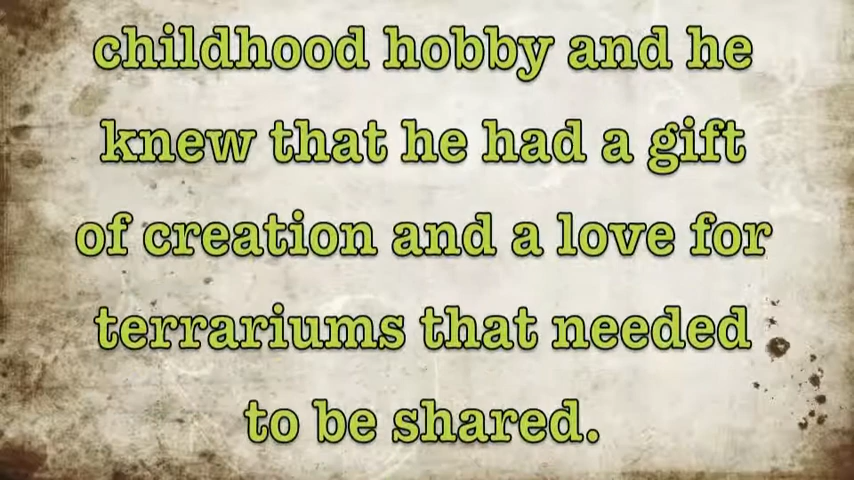 childhood hobby and he
knew that he had a gift
of creation and a love for
terrariums that needed
to be shared.